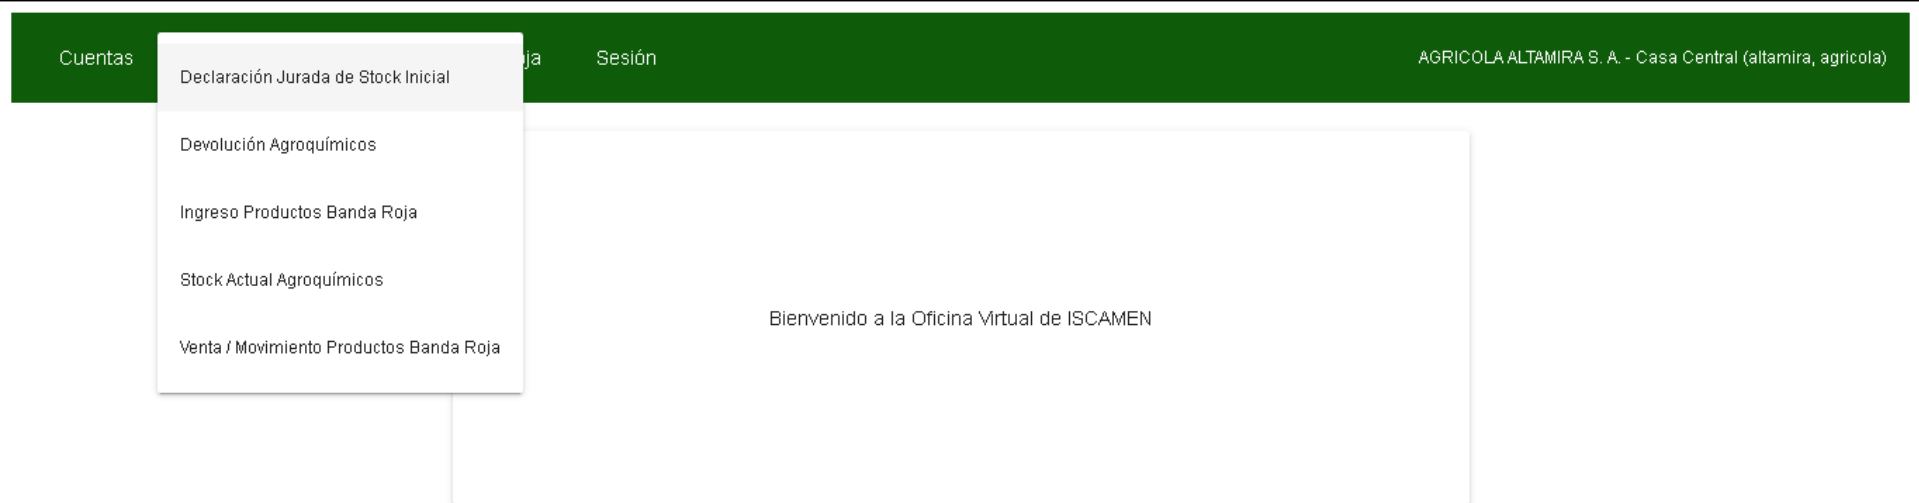 Cuentas
Sesión
AGRICOLA ALTAMIRA S. A. - Casa Central (altamira, agricola)
Declaración Jurada de Stock Inicial
Devolución Agroquímicos
Ingreso Productos Banda Roja
Stock Actual Agroquímicos
Venta / Movimiento Productos Banda Roja
Bienvenido a la Oficina Virtual de ISCAMEN